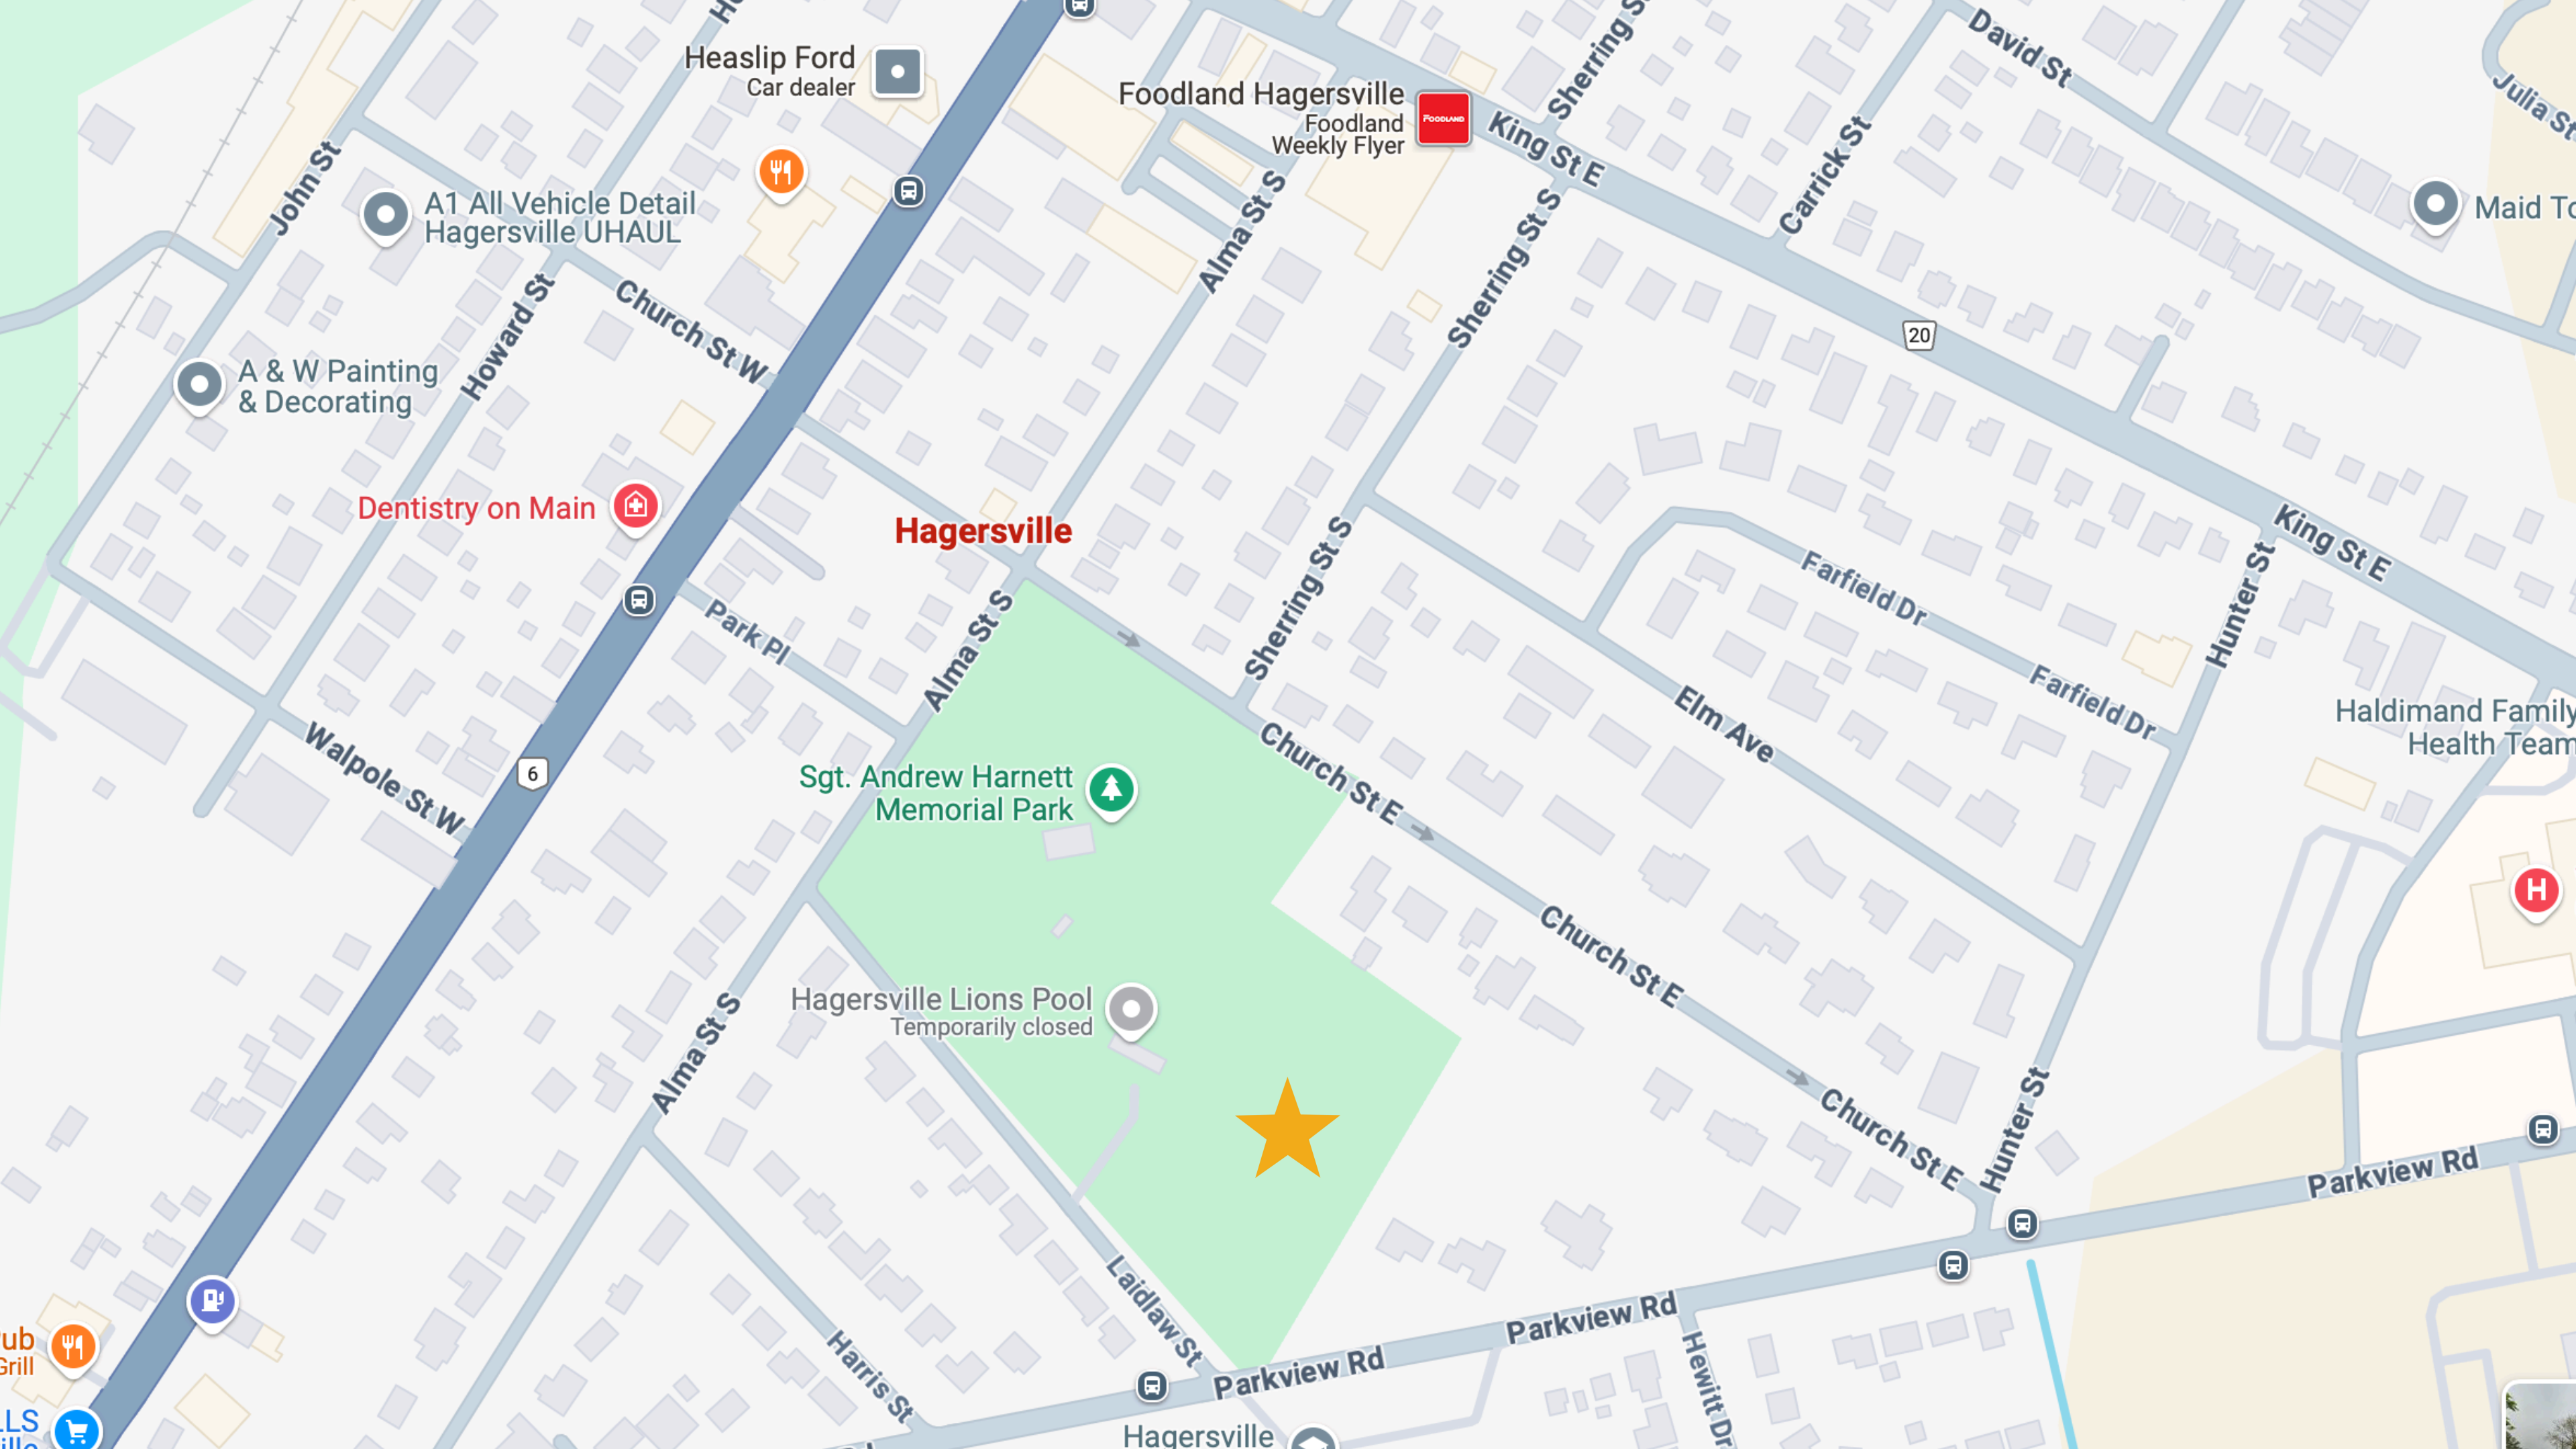 David St
Julia St
Heaslip Ford
Car dealer
Foodland Hagersville
Foodland
Weekly Flyer
FOODLAND
Sherring S
King St E
Carrick St
John St
A1 All Vehicle Detail
Hagersville UHAUL
Alma St S
Sherring St S
Maid To
Church St W
Howard St
20
A & W Painting
& Decorating
Dentistry on Main
Hagersville
King St E
Sherring St S
Farfield Dr
Hunter St
Park Pl
Alma St S
Farfield Dr
Elm Ave
Haldimand Family
Health Team
Walpole St W
6
Church St E
Sgt. Andrew Harnett
Memorial Park
H
Church St E
Hagersville Lions Pool
Temporarily closed
Alma St S
Church St E
Hunter St
Parkview Rd
Laidlaw St
Parkview Rd
Parkview Rd
Harris St
Hewitt Dr
ub
Grill
LLS
ille
Hagersville